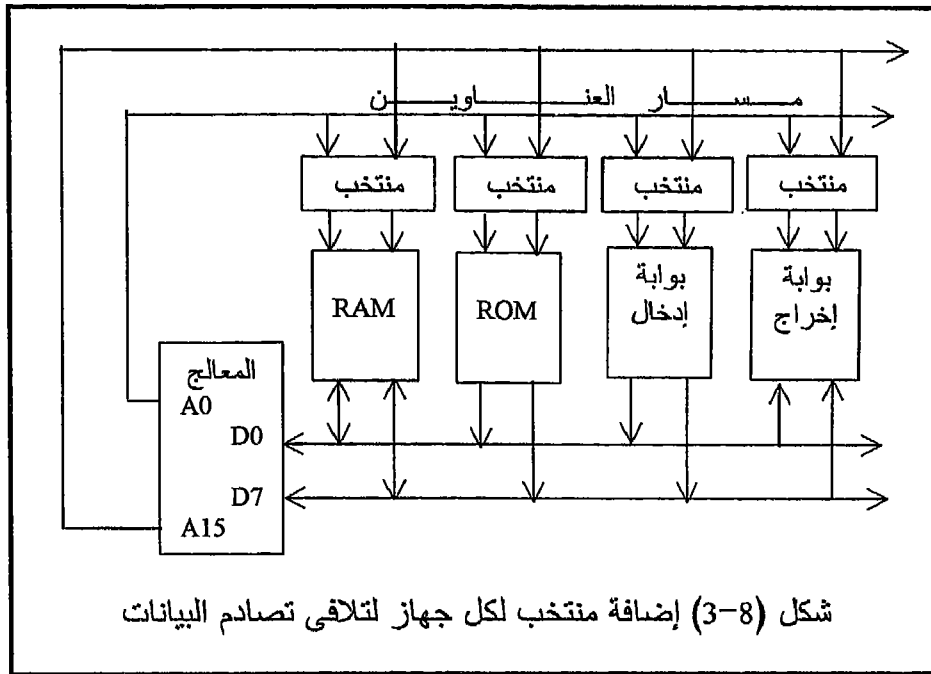 مسار العناوين
منتخب منتخب منتخب منتخب
RAM ROM بوابة إدخال بوابة إخراج
المعالج
A0
D0
D7
A15
شكل (8-3) إضافة منتخب لكل جهاز لتلافى تصادم البيانات